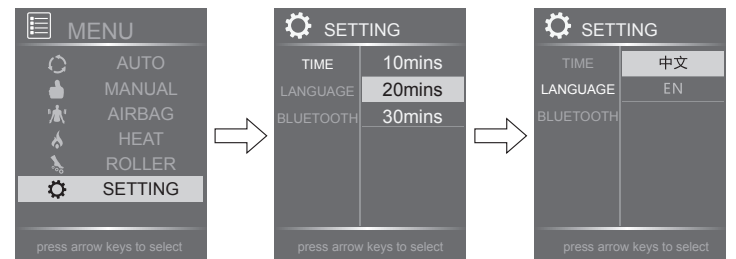 MENU
AUTO
MANUAL
AIRBAG
HEAT
ROLLER
SETTING
press arrow keys to select
SETTING
TIME 10mins
LANGUAGE 20mins
BLUETOOTH 30mins
press arrow keys to select
SETTING
TIME 中文
LANGUAGE EN
BLUETOOTH
press arrow keys to select